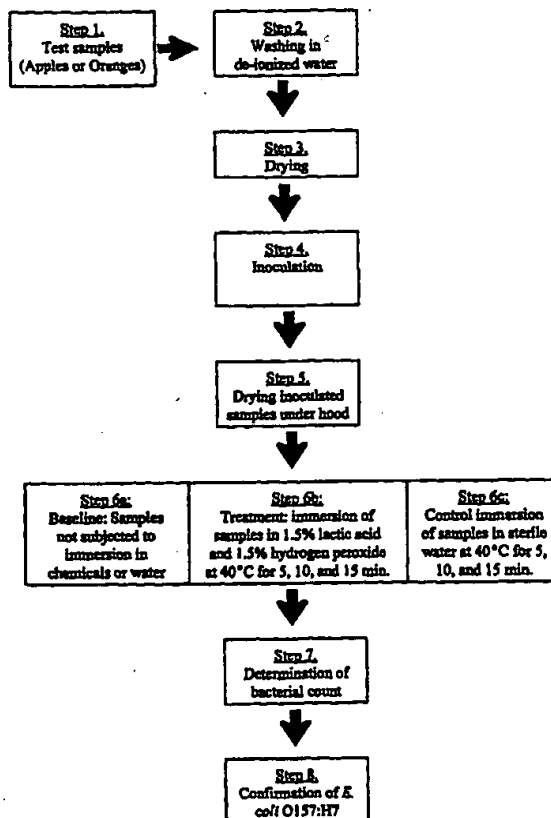 Step 1.
Test samples
(Apples or Oranges)
Step 2.
Washing in
de-ionized water
Step 3.
Drying
Step 4.
Inoculation
Step 5.
Drying inoculated
samples under hood
Step 6a:
Baseline: Samples
not subjected to
immersion in
chemicals or water
Step 6b:
Treatment: immersion of
samples in 1.5% lactic acid
and 1.5% hydrogen peroxide
at 40°C for 5, 10, and 15 min.
Step 6c:
Control immersion
of samples in sterile
water at 40°C for 5,
10, and 15 min.
Step 7.
Determination of
bacterial count
Step 8.
Confirmation of E.
coli O157:H7